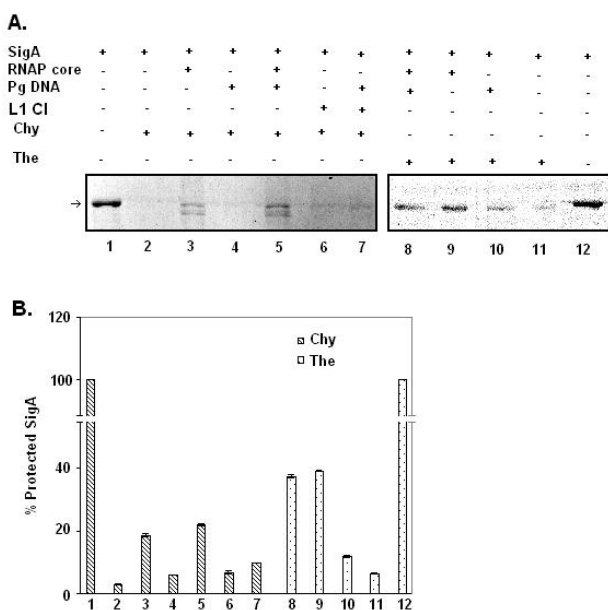 A.
SigA + + + + + + + + + + + +
RNAP core - - + - + - - + + - - -
Pg DNA - - - + + - + + - + - -
L1 CI - - - - - + + - - - - -
Chy - + + + + + + - - - - -
The - - - - - - - + + + + -
→
1 2 3 4 5 6 7 8 9 10 11 12
B.
120
100
40
20
0
% Protected SigA
Chy
The
1 2 3 4 5 6 7 8 9 10 11 12